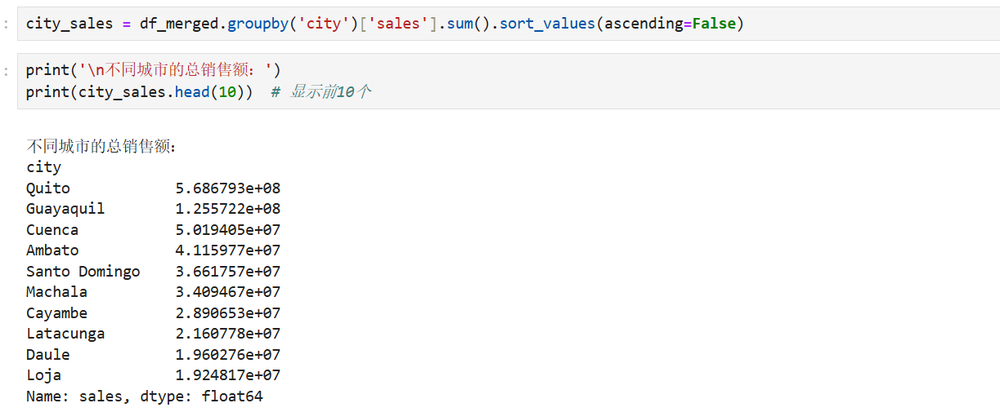 : city_sales = df_merged.groupby('city')['sales'].sum().sort_values(ascending=False)
: print('\n不同城市的总销售额：')
print(city_sales.head(10))  # 显示前10个
不同城市的总销售额：
city
Quito            5.686793e+08
Guayaquil        1.255722e+08
Cuenca           5.019405e+07
Ambato           4.115977e+07
Santo Domingo    3.661757e+07
Machala          3.409467e+07
Cayambe          2.890653e+07
Latacunga        2.160778e+07
Daule            1.960276e+07
Loja             1.924817e+07
Name: sales, dtype: float64